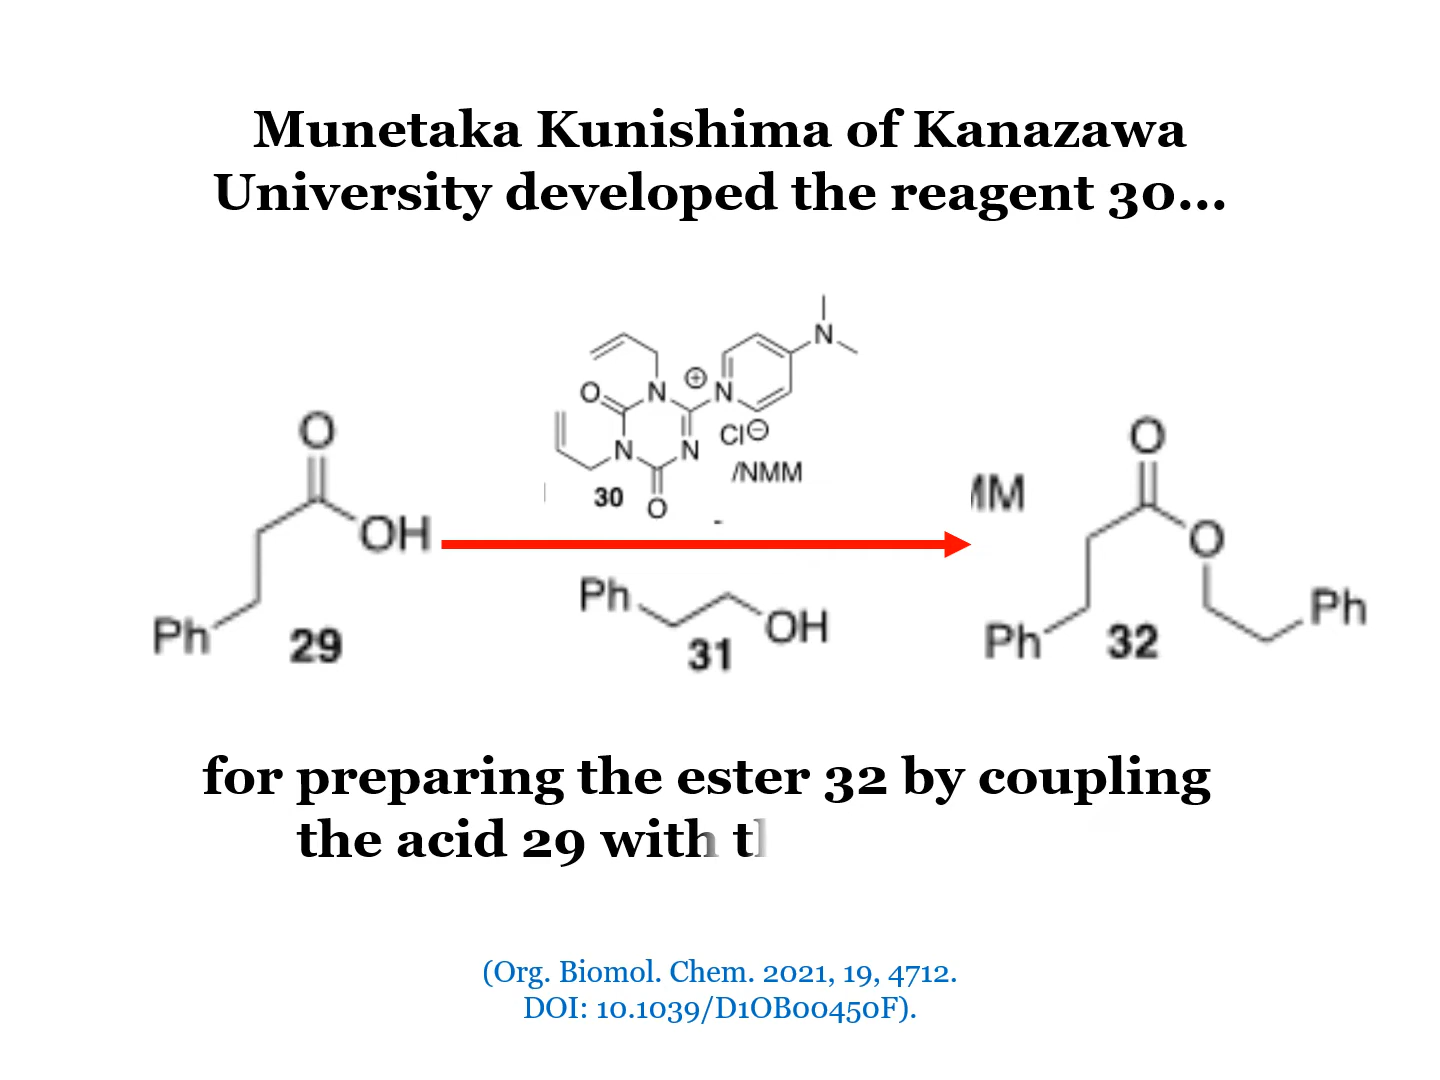 Munetaka Kunishima of Kanazawa
University developed the reagent 30...
N
O
N
N
Cl⊖
N
N
/NMM
30
O
O
OH
Ph
29
Ph
OH
31
O
O
Ph
Ph
32
for preparing the ester 32 by coupling
the acid 29 with
(Org. Biomol. Chem. 2021, 19, 4712.
DOI: 10.1039/D1OB00450F).